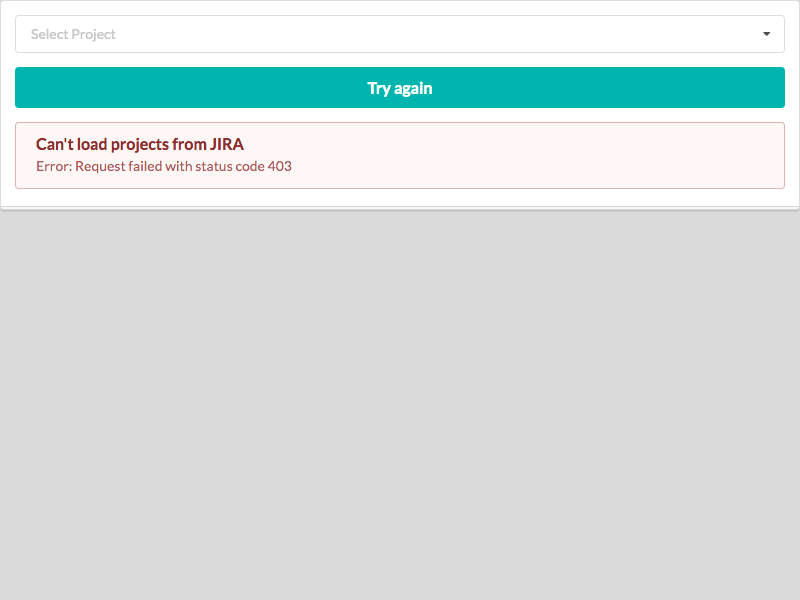 Select Project
Try again
Can't load projects from JIRA
Error: Request failed with status code 403